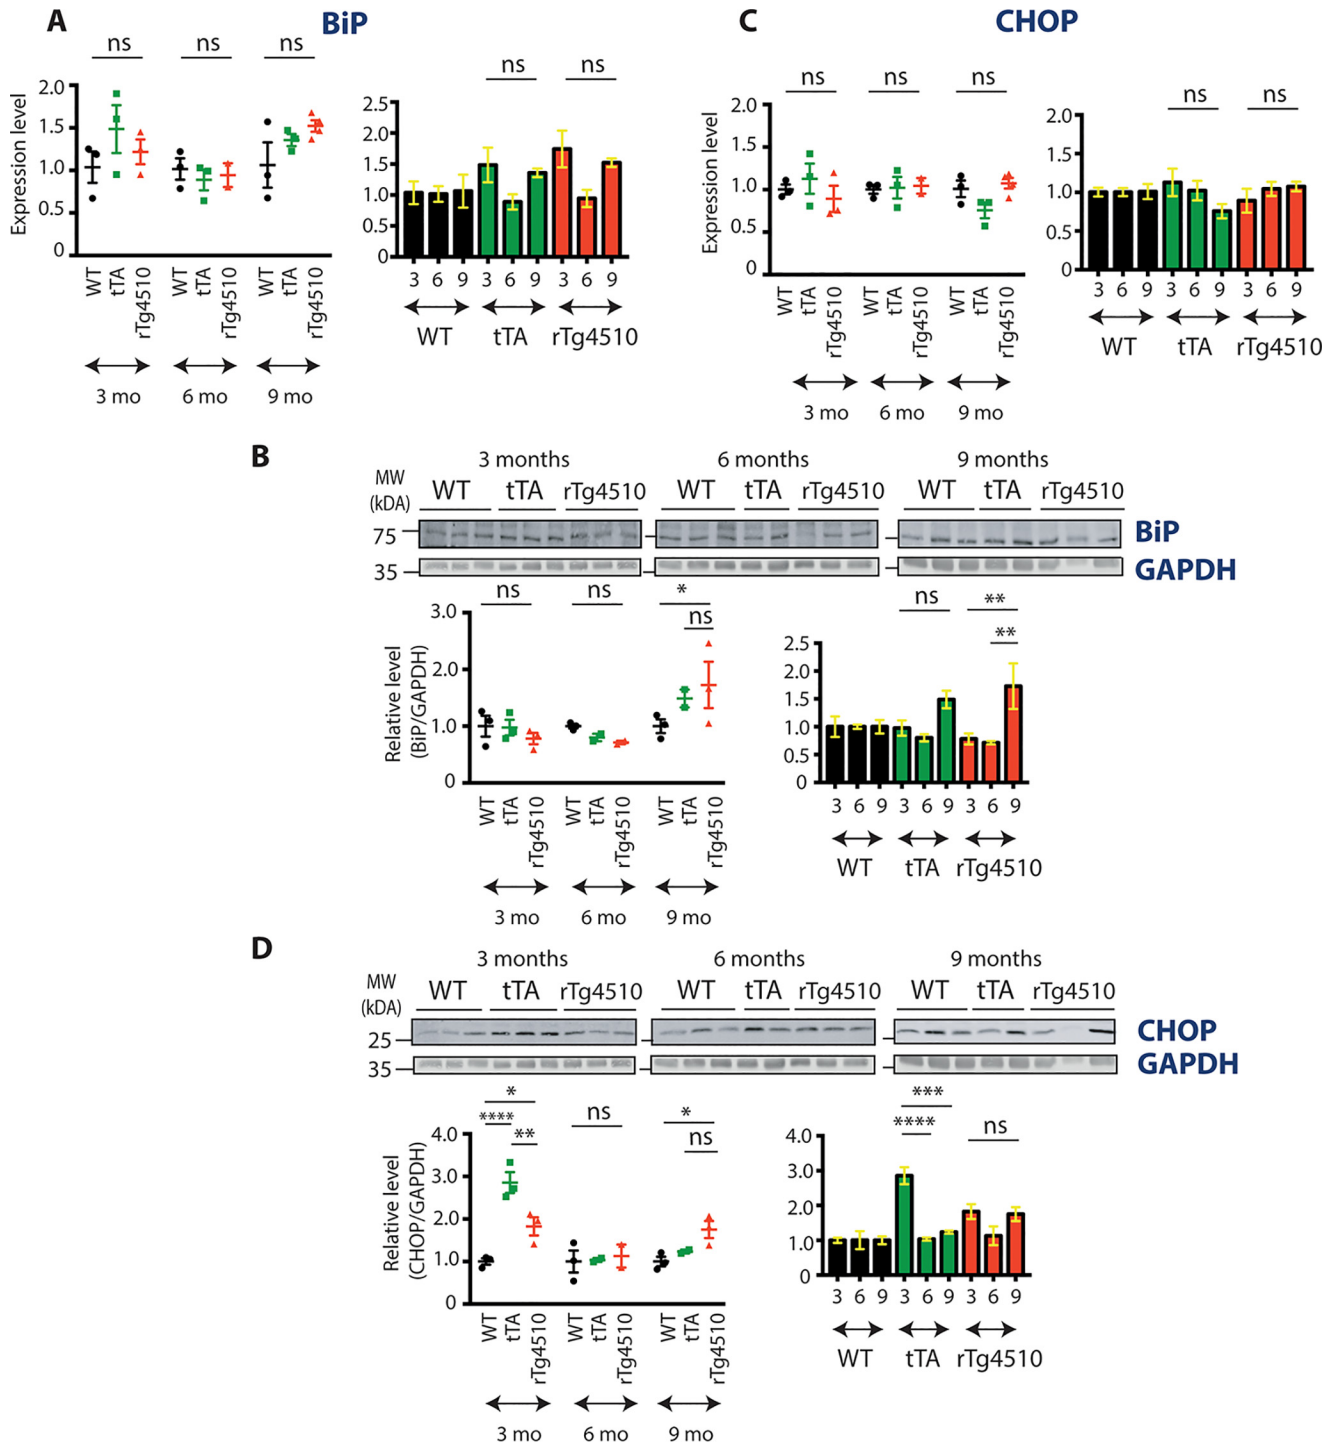 A
BiP
ns
ns
ns
Expression level
2.0
1.5
1.0
0.5
0
WT
tTA
rTg4510
WT
tTA
rTg4510
WT
tTA
rTg4510
3 mo
6 mo
9 mo
ns
ns
2.5
2.0
1.5
1.0
0.5
0
3 6 9 3 6 9 3 6 9
WT tTA rTg4510
C
CHOP
ns
ns
ns
Expression level
2.0
1.5
1.0
0.5
0
WT
tTA
rTg4510
WT
tTA
rTg4510
WT
tTA
rTg4510
3 mo
6 mo
9 mo
ns
ns
2.0
1.5
1.0
0.5
0
3 6 9 3 6 9 3 6 9
WT tTA rTg4510
B
3 months 6 months 9 months
MW
(kDA)
WT tTA rTg4510 WT tTA rTg4510 WT tTA rTg4510
75
BiP
35
GAPDH
ns
ns
*
ns
Relative level
(BiP/GAPDH)
3.0
2.0
1.0
0
WT
tTA
rTg4510
WT
tTA
rTg4510
WT
tTA
rTg4510
3 mo
6 mo
9 mo
ns
**
**
2.5
2.0
1.5
1.0
0.5
0
3 6 9 3 6 9 3 6 9
WT tTA rTg4510
D
3 months 6 months 9 months
MW
(kDA)
WT tTA rTg4510 WT tTA rTg4510 WT tTA rTg4510
25
CHOP
35
GAPDH
*
****
**
ns
*
ns
Relative level
(CHOP/GAPDH)
4.0
3.0
2.0
1.0
0
WT
tTA
rTg4510
WT
tTA
rTg4510
WT
tTA
rTg4510
3 mo
6 mo
9 mo
***
****
ns
4.0
3.0
2.0
1.0
0
3 6 9 3 6 9 3 6 9
WT tTA rTg4510